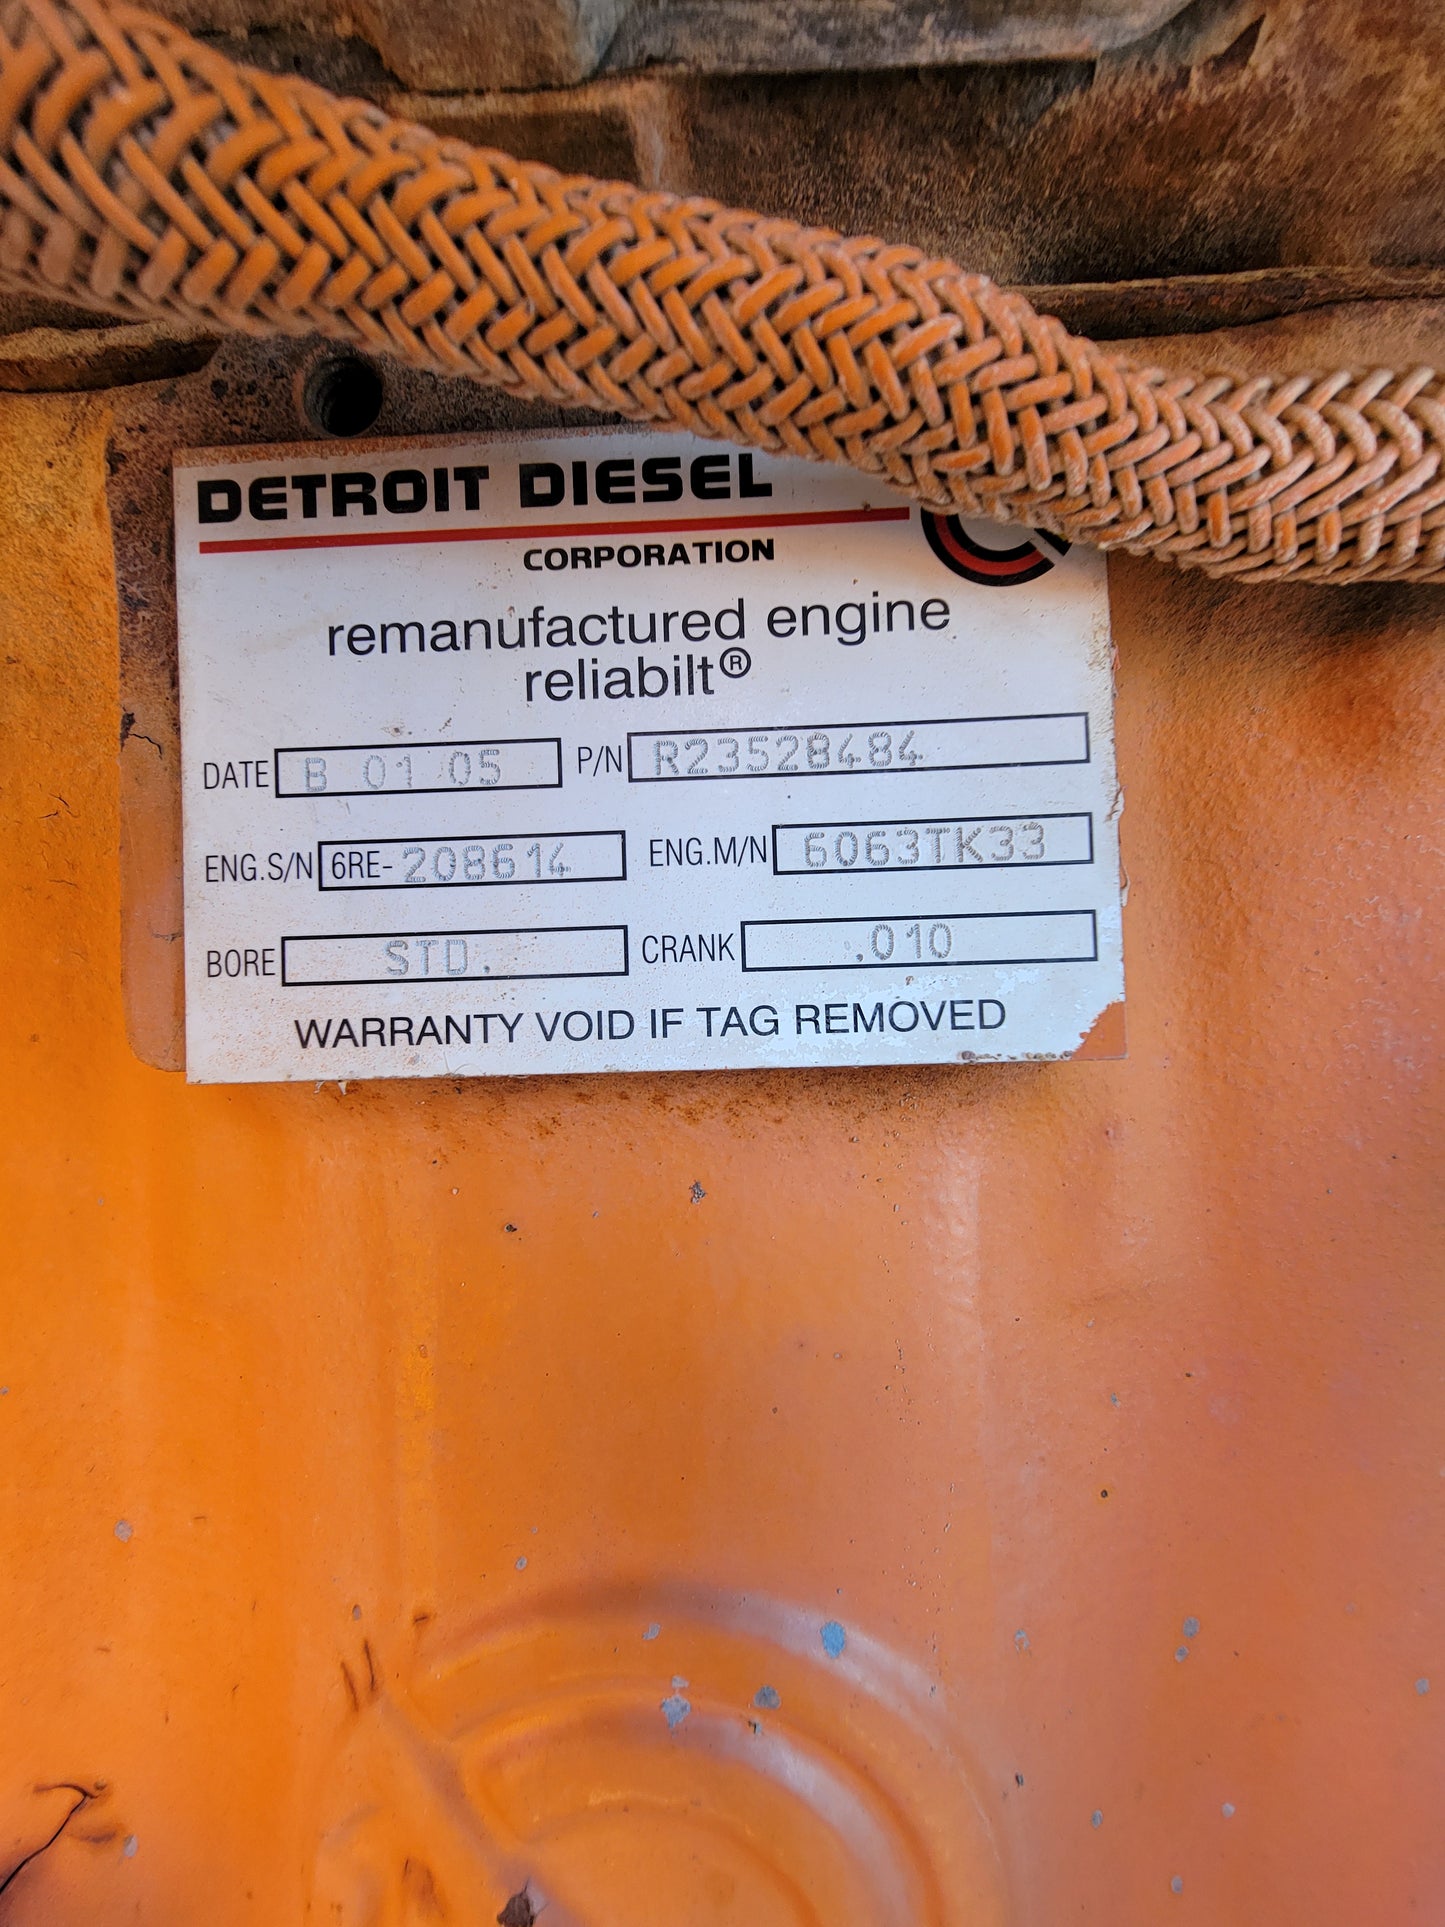 DETROIT DIESEL
CORPORATION
remanufactured engine
reliabilt®
DATE B 01 05 P/N R23528484
ENG.S/N 6RE-208614 ENG.M/N 6063TK33
BORE STD. CRANK .010
WARRANTY VOID IF TAG REMOVED